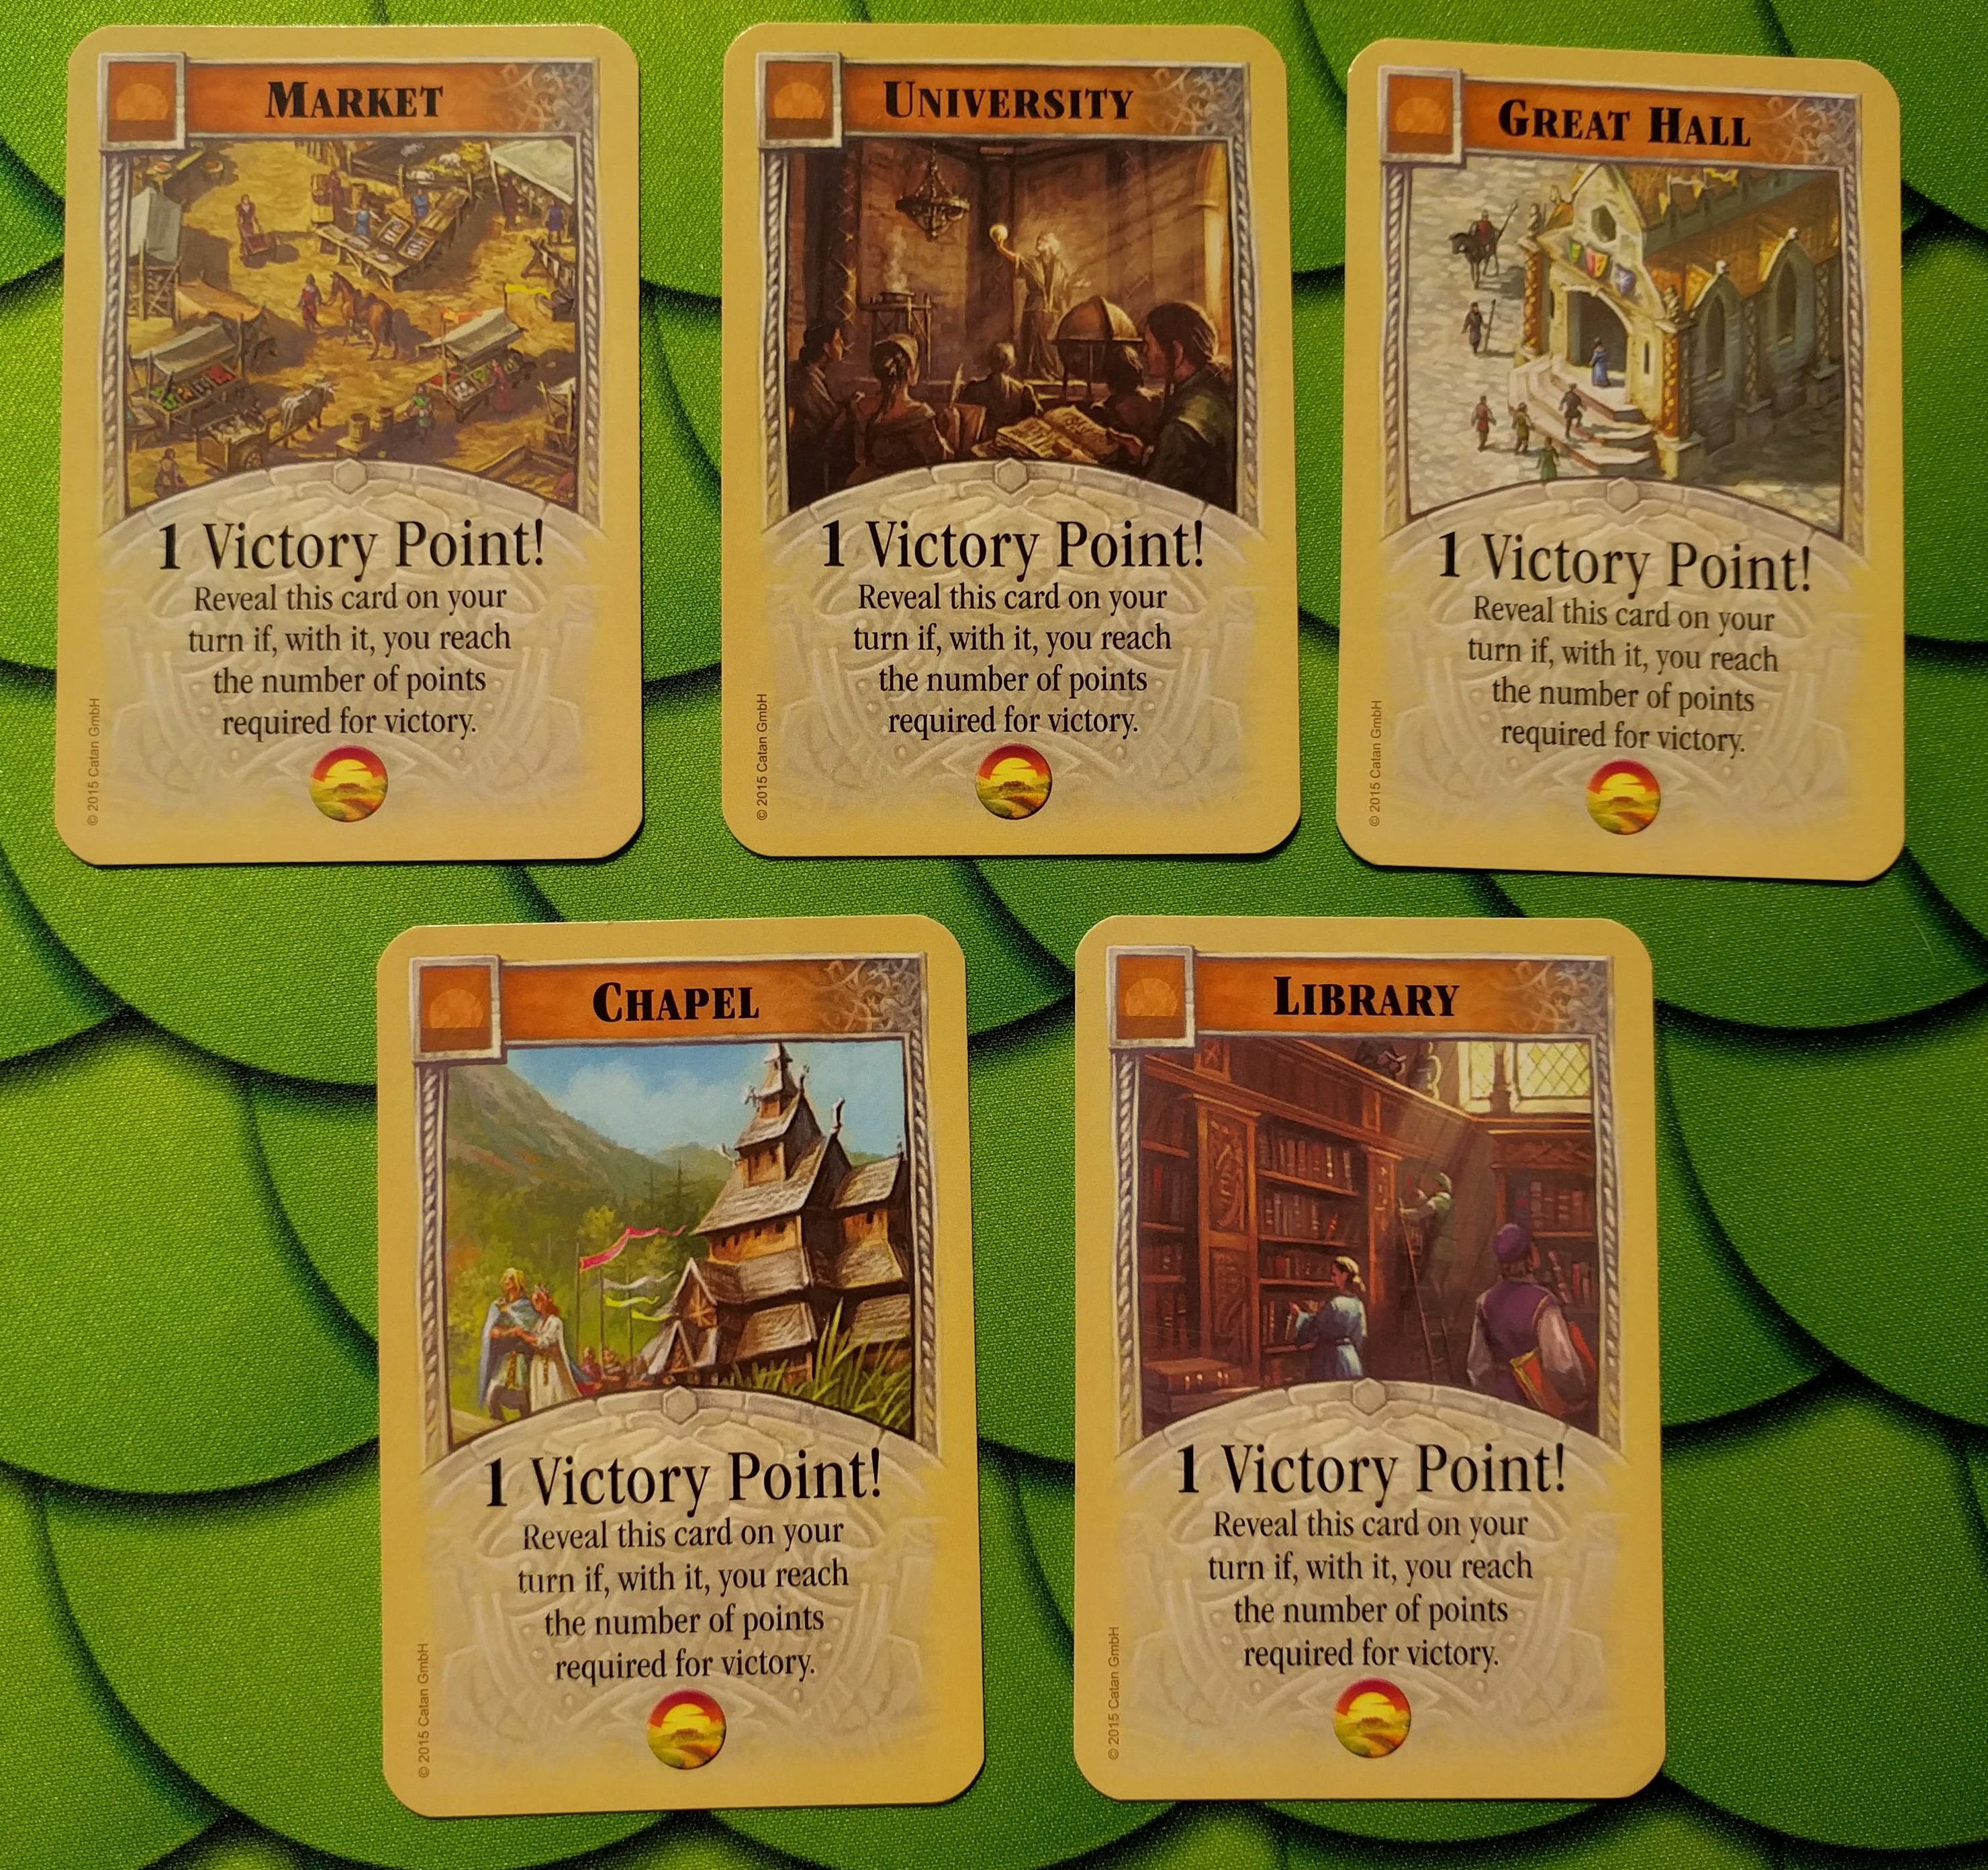 MARKET
1 Victory Point!
Reveal this card on your
turn if, with it, you reach
the number of points
required for victory.
© 2015 Catan GmbH
UNIVERSITY
1 Victory Point!
Reveal this card on your
turn if, with it, you reach
the number of points
required for victory.
© 2015 Catan GmbH
GREAT HALL
1 Victory Point!
Reveal this card on your
turn if, with it, you reach
the number of points
required for victory.
© 2015 Catan GmbH
CHAPEL
1 Victory Point!
Reveal this card on your
turn if, with it, you reach
the number of points
required for victory.
© 2015 Catan GmbH
LIBRARY
1 Victory Point!
Reveal this card on your
turn if, with it, you reach
the number of points
required for victory.
© 2015 Catan GmbH